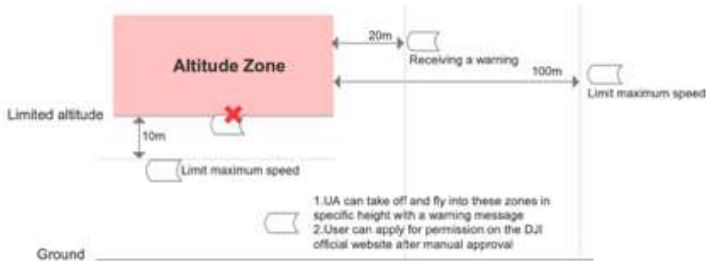 20m
Receiving a warning
Altitude Zone
100m
Limit maximum speed
Limited altitude
10m
Limit maximum speed
1.UA can take off and fly into these zones in
specific height with a warning message
2.User can apply for permission on the DJI
official website after manual approval
Ground